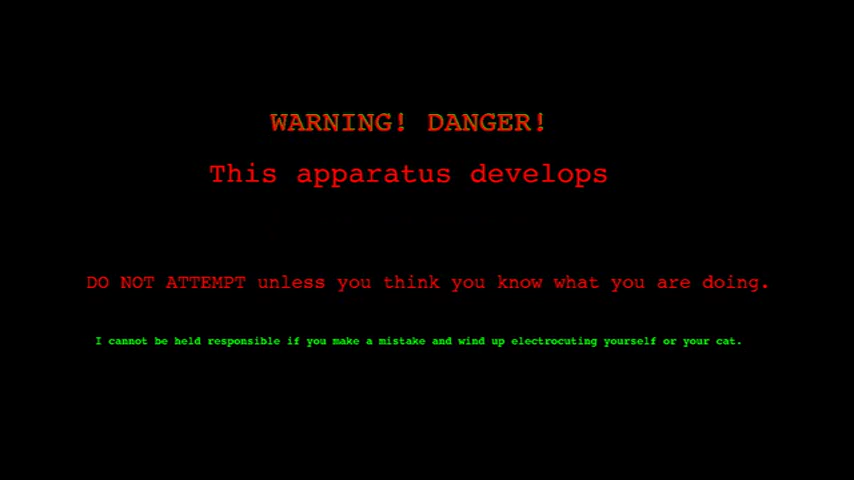 WARNING! DANGER!
This apparatus develops
DO NOT ATTEMPT unless you think you know what you are doing.
I cannot be held responsible if you make a mistake and wind up electrocuting yourself or your cat.